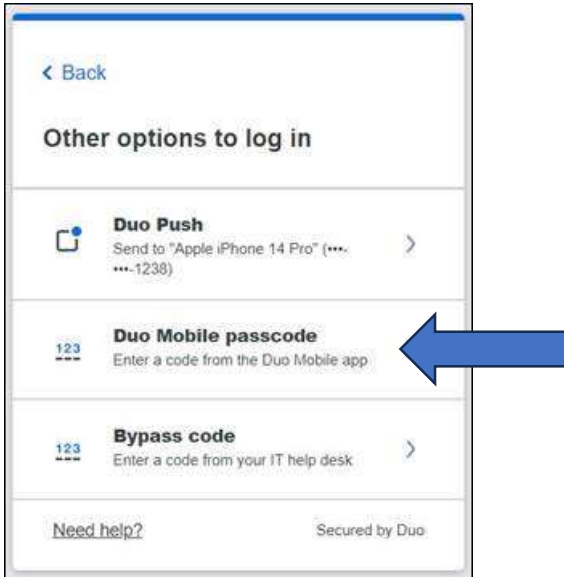 Back
Other options to log in
Duo Push
Send to "Apple iPhone 14 Pro" (•••-
•••-1238)
123
Duo Mobile passcode
Enter a code from the Duo Mobile app
123
Bypass code
Enter a code from your IT help desk
Need help?
Secured by Duo